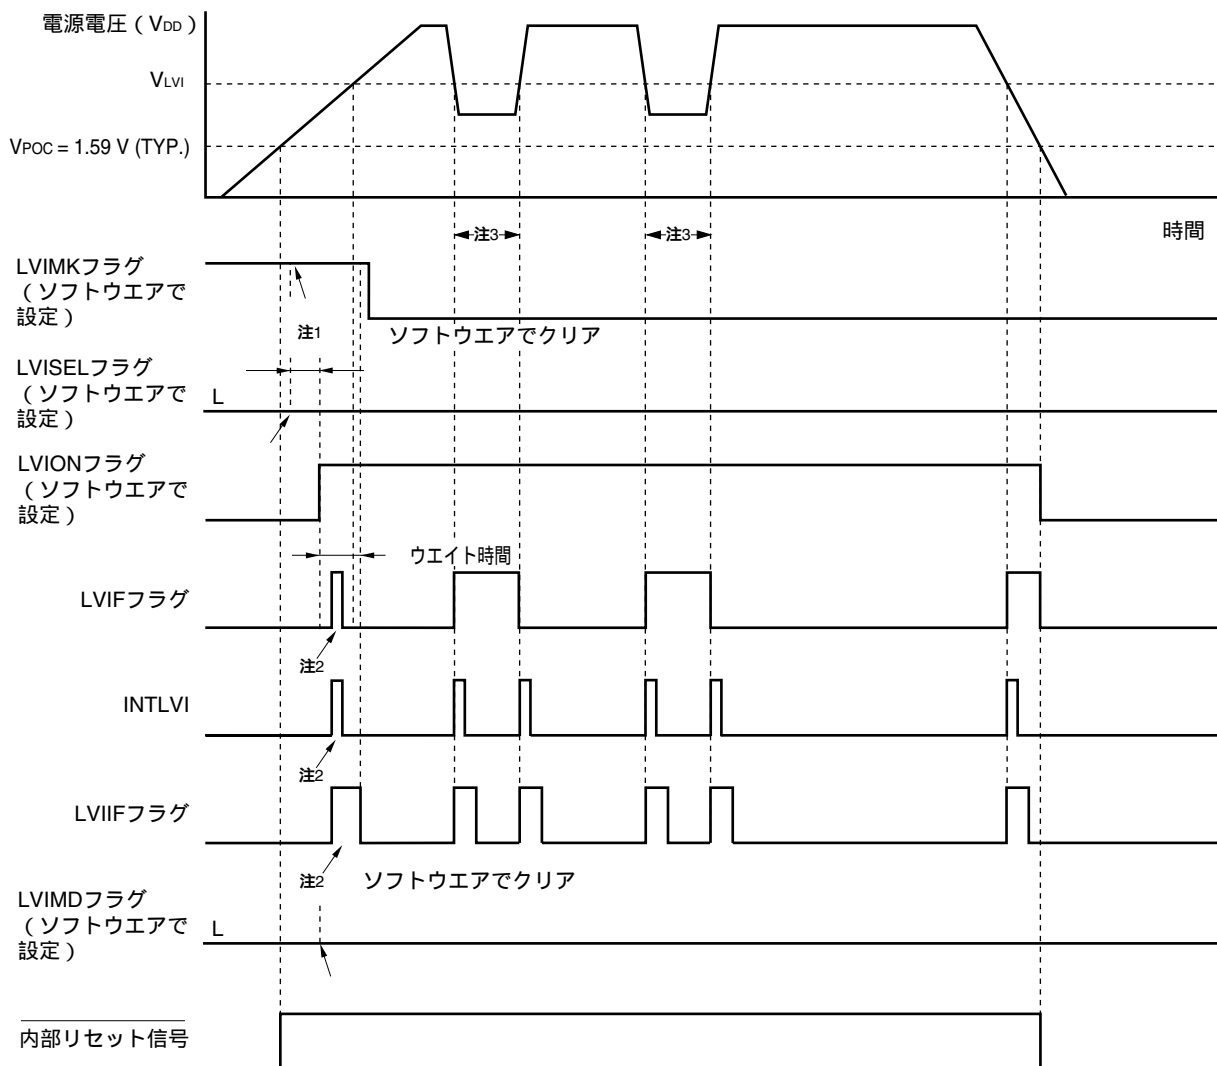 電源電圧（VDD）
VLVI
VPOC = 1.59 V (TYP.)
注3
注3
時間
LVIMKフラグ
（ソフトウエアで
設定）
注1
ソフトウエアでクリア
LVISELフラグ
（ソフトウエアで
設定）
L
LVIONフラグ
（ソフトウエアで
設定）
ウエイト時間
LVIFフラグ
注2
INTLVI
注2
LVIIFフラグ
注2
ソフトウエアでクリア
LVIMDフラグ
（ソフトウエアで
設定）
L
内部リセット信号